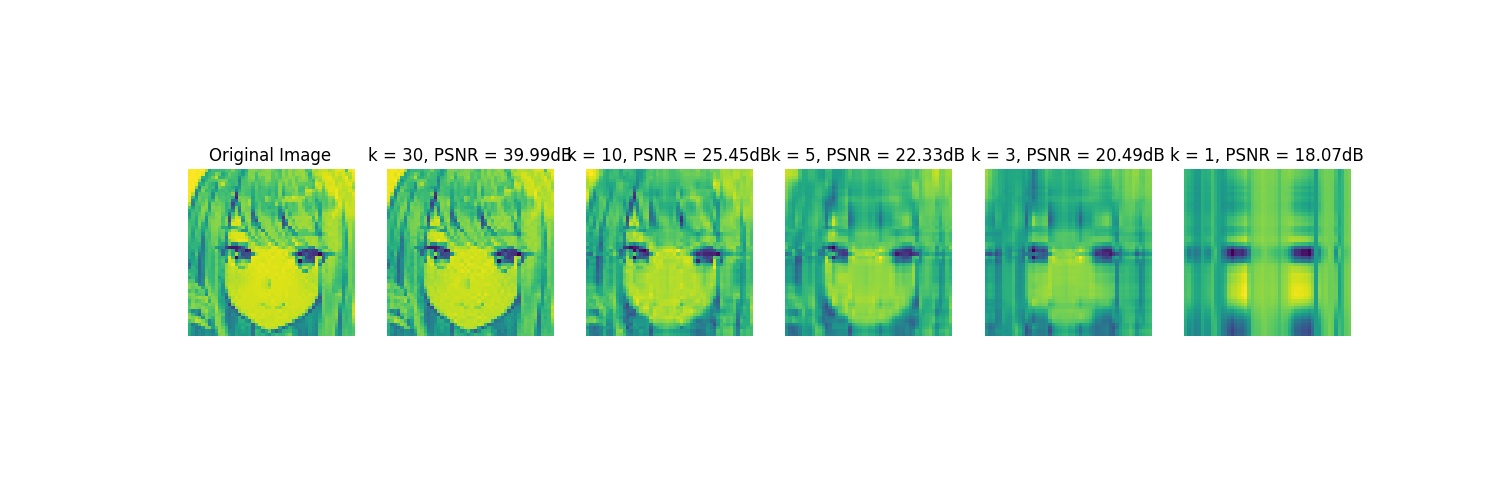 Original Image
k = 30, PSNR = 39.99dB
k = 10, PSNR = 25.45dB
k = 5, PSNR = 22.33dB
k = 3, PSNR = 20.49dB
k = 1, PSNR = 18.07dB